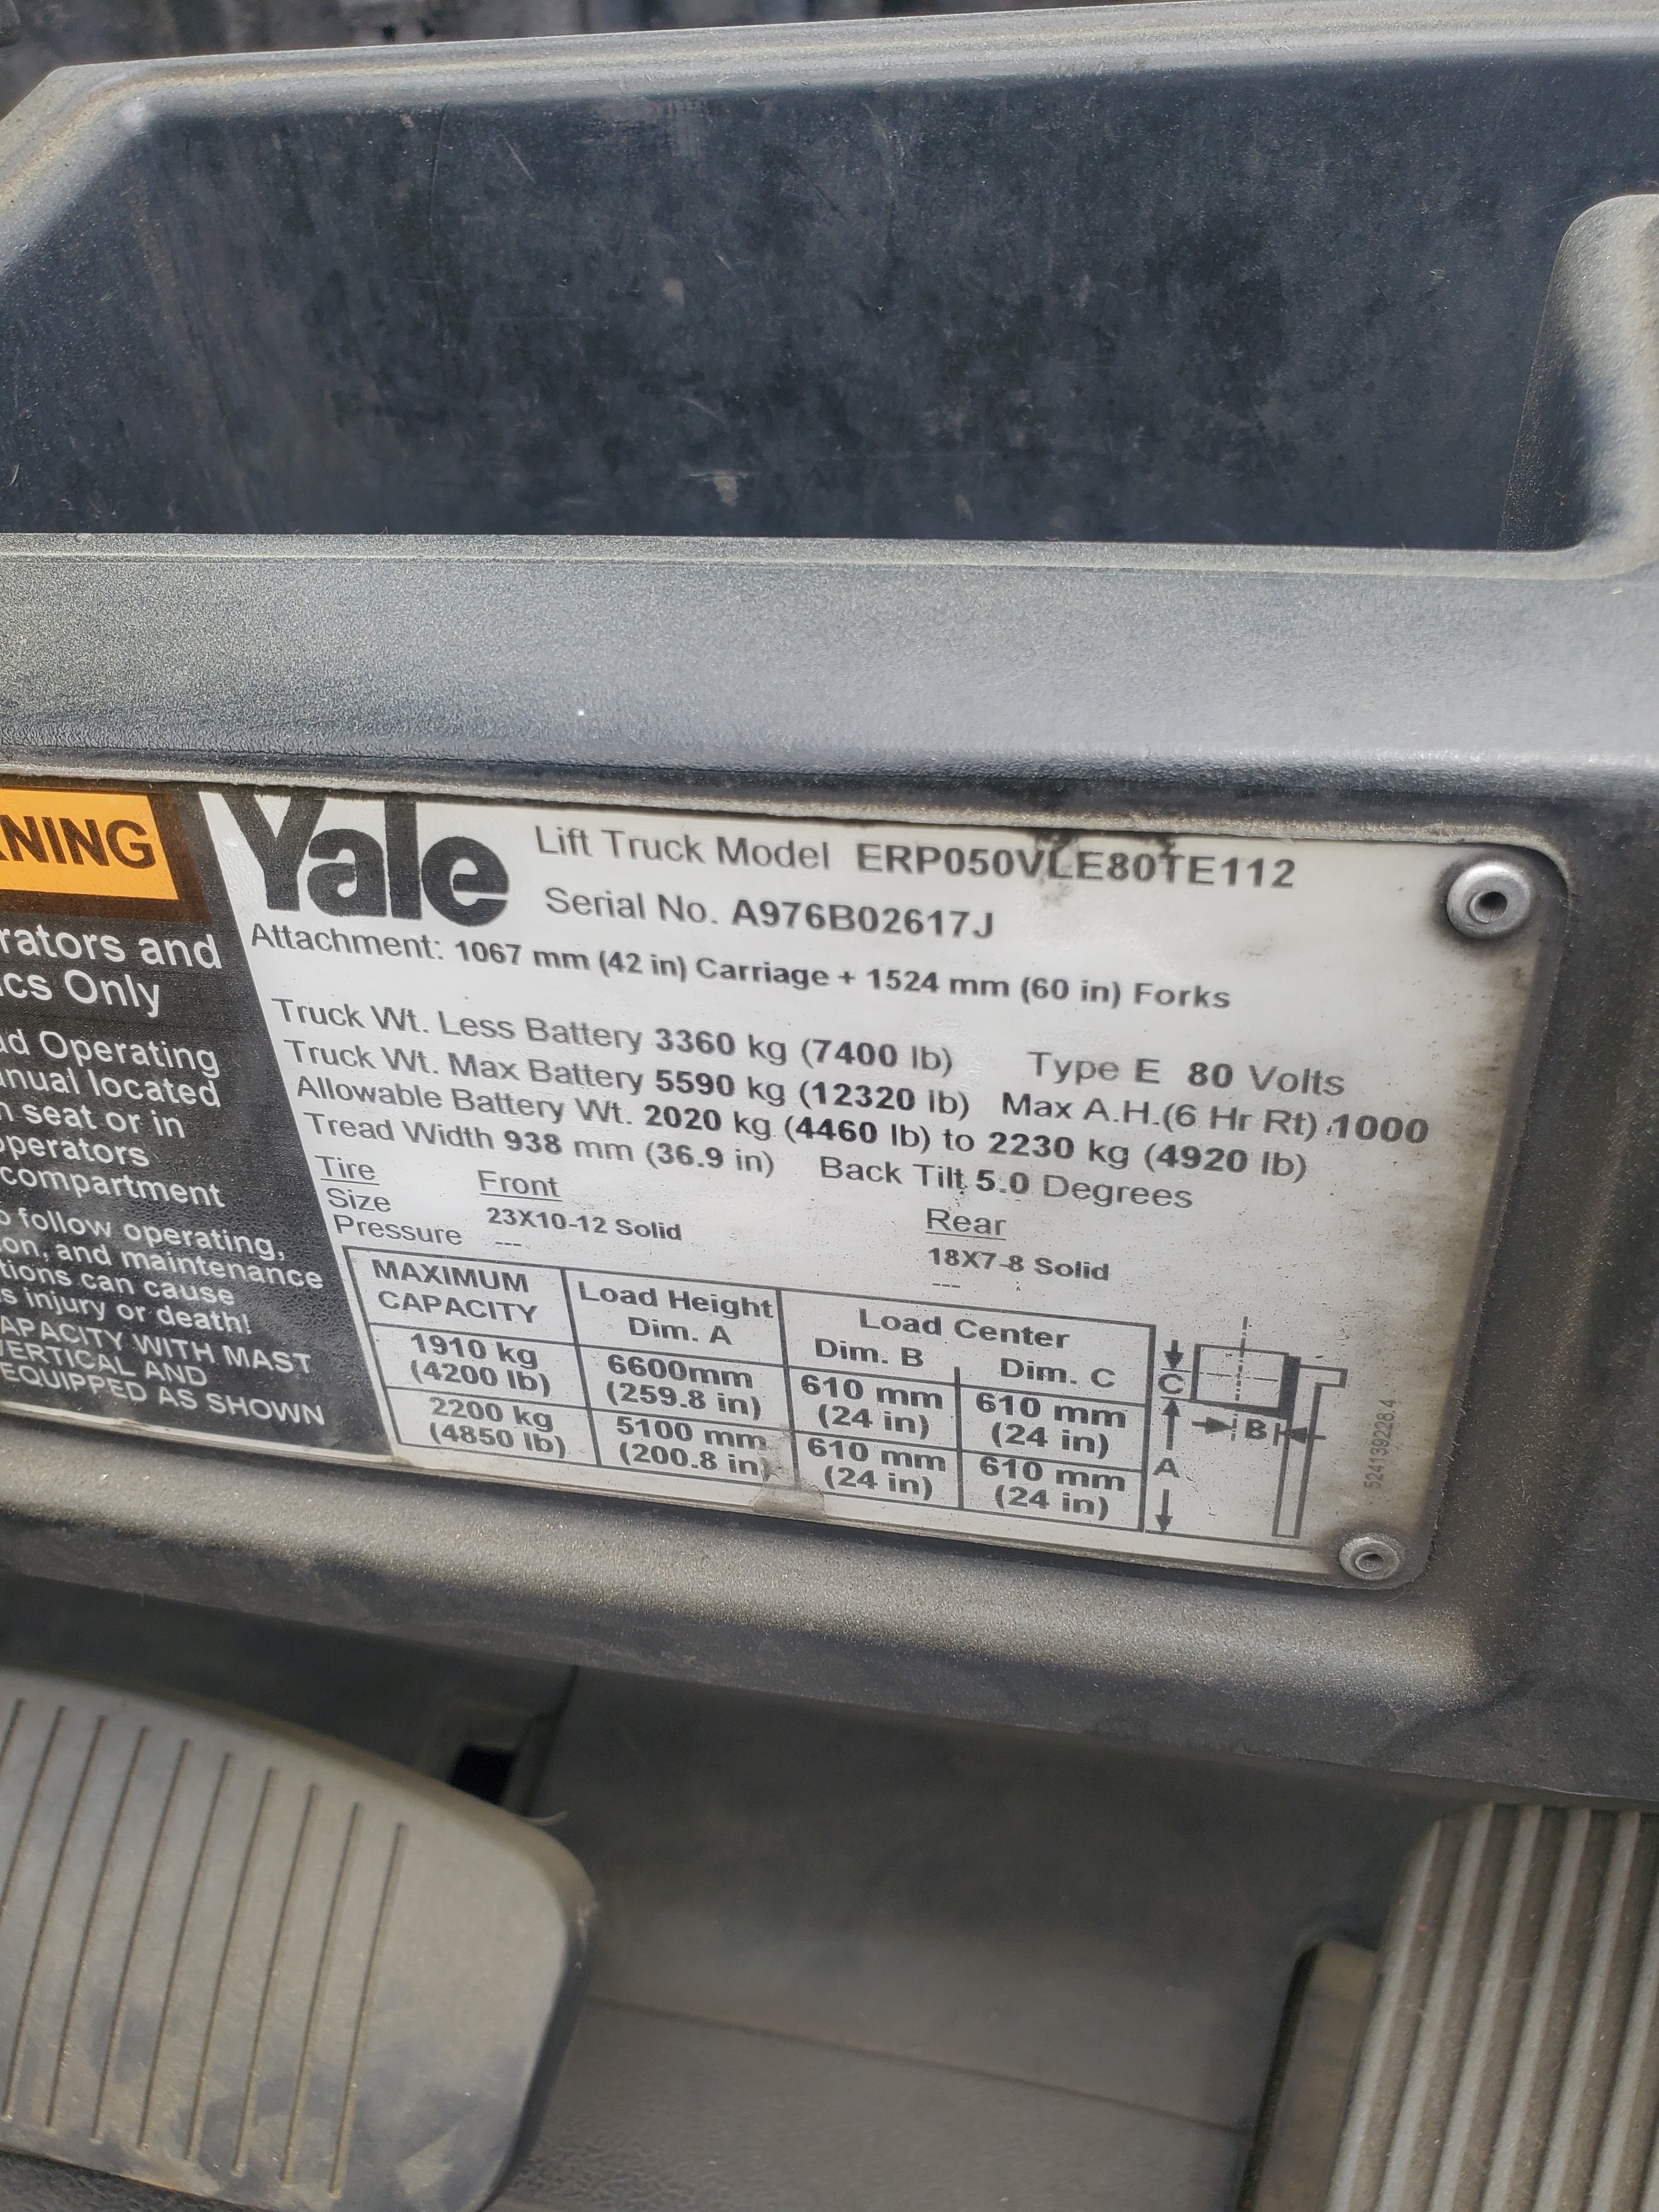 NING
Yale
Lift Truck Model ERP050VLE80TE112
Serial No. A976B02617J
Attachment: 1067 mm (42 in) Carriage + 1524 mm (60 in) Forks
Truck Wt. Less Battery 3360 kg (7400 lb) Type E 80 Volts
Truck Wt. Max Battery 5590 kg (12320 lb) Max A.H.(6 Hr Rt) 1000
Allowable Battery Wt. 2020 kg (4460 lb) to 2230 kg (4920 lb)
Tread Width 938 mm (36.9 in) Back Tilt 5.0 Degrees
Tire Front Rear
Size 23X10-12 Solid 18X7-8 Solid
Pressure --- ---
MAXIMUM CAPACITY
Load Height Dim. A
Load Center
Dim. B Dim. C
1910 kg (4200 lb) 6600mm (259.8 in) 610 mm (24 in) 610 mm (24 in)
2200 kg (4850 lb) 5100 mm (200.8 in) 610 mm (24 in) 610 mm (24 in)
C
B
A
524139228.4
rators and
cs Only
d Operating
nual located
n seat or in
perators
compartment
o follow operating,
on, and maintenance
tions can cause
s injury or death!
APACITY WITH MAST
VERTICAL AND
EQUIPPED AS SHOWN